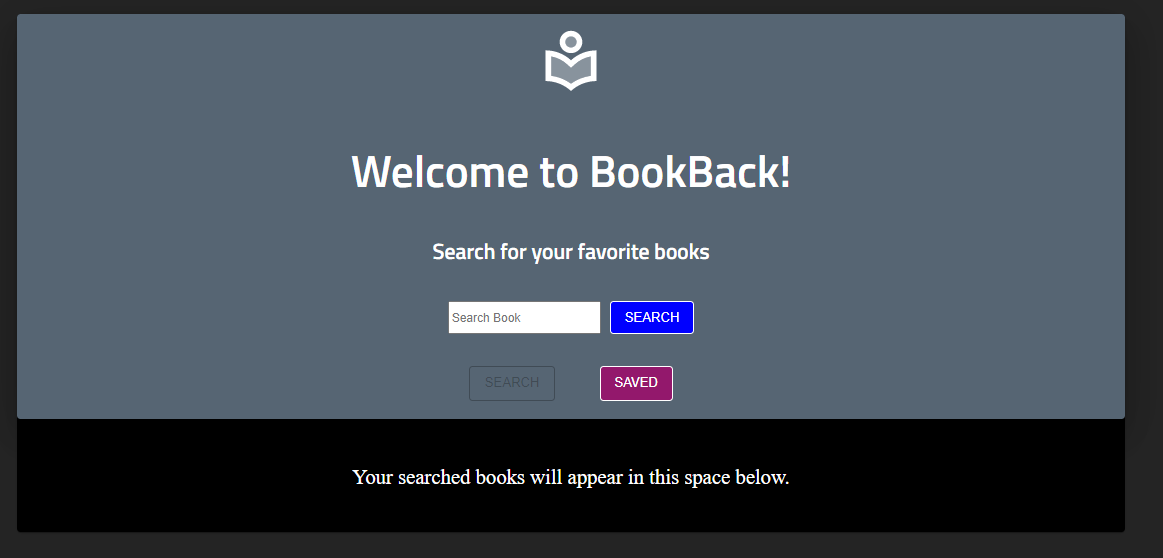 Welcome to BookBack!
Search for your favorite books
Search Book SEARCH
SEARCH SAVED
Your searched books will appear in this space below.